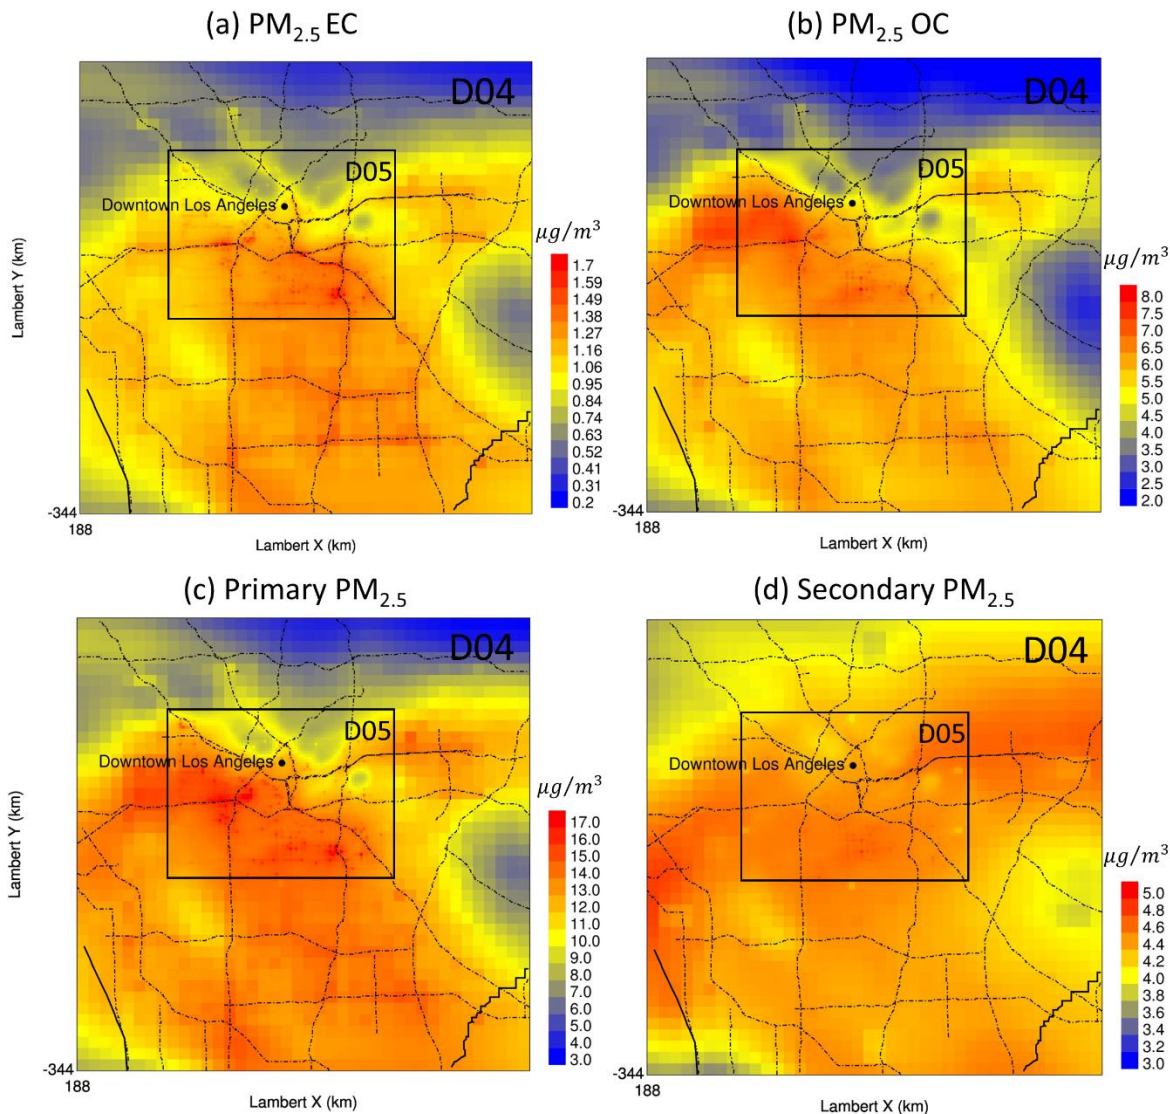 (a) PM2.5 EC
(b) PM2.5 OC
D04
D05
Downtown Los Angeles
Lambert Y (km)
-344
188
Lambert X (km)
μg/m³
1.7
1.59
1.49
1.38
1.27
1.16
1.06
0.95
0.84
0.74
0.63
0.52
0.41
0.31
0.2
D04
D05
Downtown Los Angeles
-344
188
Lambert X (km)
μg/m³
8.0
7.5
7.0
6.5
6.0
5.5
5.0
4.5
4.0
3.5
3.0
2.5
2.0
(c) Primary PM2.5
(d) Secondary PM2.5
D04
D05
Downtown Los Angeles
Lambert Y (km)
-344
188
Lambert X (km)
μg/m³
17.0
16.0
15.0
14.0
13.0
12.0
11.0
10.0
9.0
8.0
7.0
6.0
5.0
4.0
3.0
D04
D05
Downtown Los Angeles
-344
188
Lambert X (km)
μg/m³
5.0
4.8
4.6
4.4
4.2
4.0
3.8
3.6
3.4
3.2
3.0